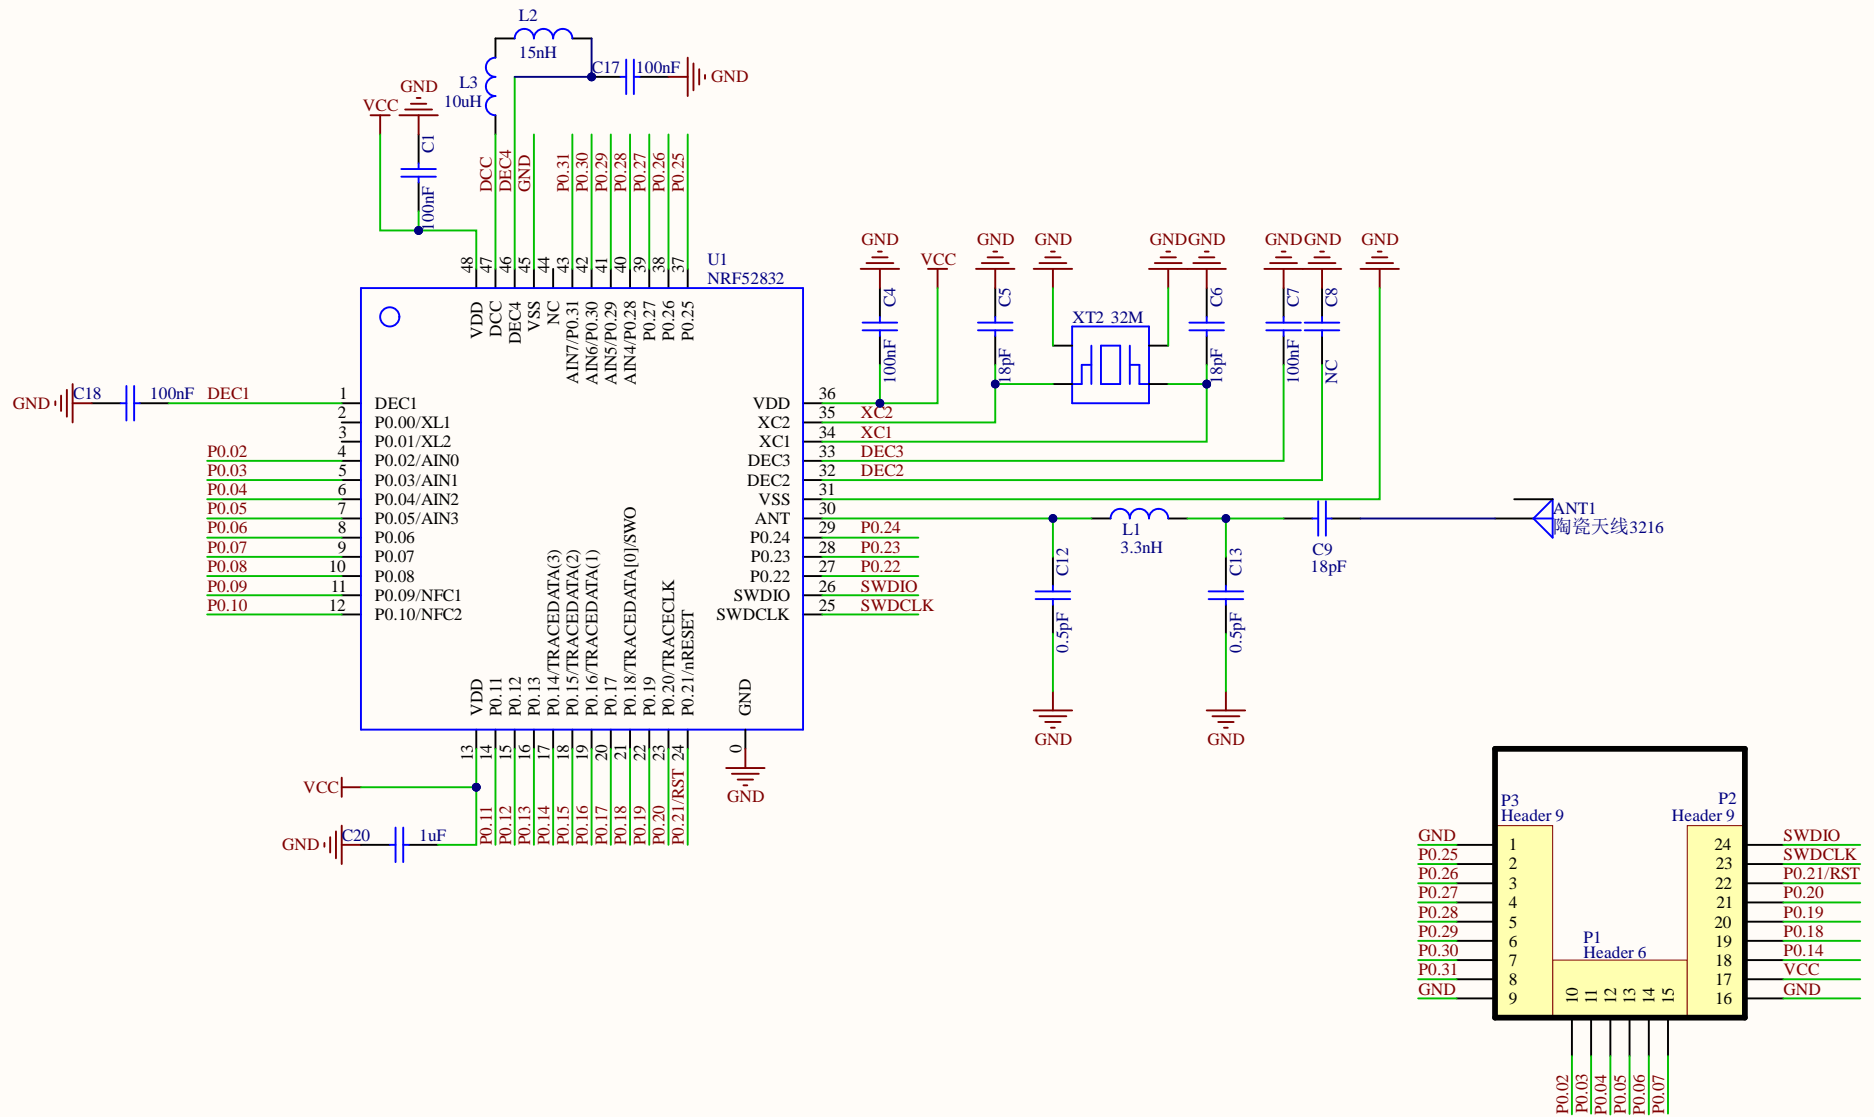 L2
15nH
L3
10uH
C17
100nF
GND
VCC
GND
C1
100nF
DCC
DEC4
GND
P0.31
P0.30
P0.29
P0.28
P0.27
P0.26
P0.25
48
47
46
45
44
43
42
41
40
39
38
37
U1
NRF52832
VDD
DCC
DEC4
VSS
NC
AIN7/P0.31
AIN6/P0.30
AIN5/P0.29
AIN4/P0.28
P0.27
P0.26
P0.25
GND
C18
100nF
DEC1
1
DEC1
2
P0.00/XL1
3
P0.01/XL2
P0.02
4
P0.02/AIN0
P0.03
5
P0.03/AIN1
P0.04
6
P0.04/AIN2
P0.05
7
P0.05/AIN3
P0.06
8
P0.06
P0.07
9
P0.07
P0.08
10
P0.08
P0.09
11
P0.09/NFC1
P0.10
12
P0.10/NFC2
VDD
36
XC2
35
XC2
XC1
34
XC1
DEC3
33
DEC3
DEC2
32
DEC2
VSS
31
ANT
30
P0.24
29
P0.24
P0.23
28
P0.23
P0.22
27
P0.22
SWDIO
26
SWDIO
SWDCLK
25
SWDCLK
GND
C4
100nF
VCC
GND
C5
18pF
GND
XT2 32M
GND
GND
C6
18pF
GND
C7
100nF
GND
C8
NC
GND
C12
0.5pF
GND
L1
3.3nH
C13
0.5pF
GND
C9
18pF
ANT1
陶瓷天线3216
VDD
P0.11
P0.12
P0.13
P0.14/TRACEDATA(3)
P0.15/TRACEDATA(2)
P0.16/TRACEDATA(1)
P0.17
P0.18/TRACEDATA[0]/SWO
P0.19
P0.20/TRACECLK
P0.21/nRESET
GND
13
14
15
16
17
18
19
20
21
22
23
24
0
GND
VCC
GND
C20
1uF
P0.11
P0.12
P0.13
P0.14
P0.15
P0.16
P0.17
P0.18
P0.19
P0.20
P0.21/RST
P3
Header 9
P2
Header 9
GND
1
P0.25
2
P0.26
3
P0.27
4
P0.28
5
P0.29
6
P0.30
7
P0.31
8
GND
9
P1
Header 6
10
11
12
13
14
15
24
SWDIO
23
SWDCLK
22
P0.21/RST
21
P0.20
20
P0.19
19
P0.18
18
P0.14
17
VCC
16
GND
P0.02
P0.03
P0.04
P0.05
P0.06
P0.07